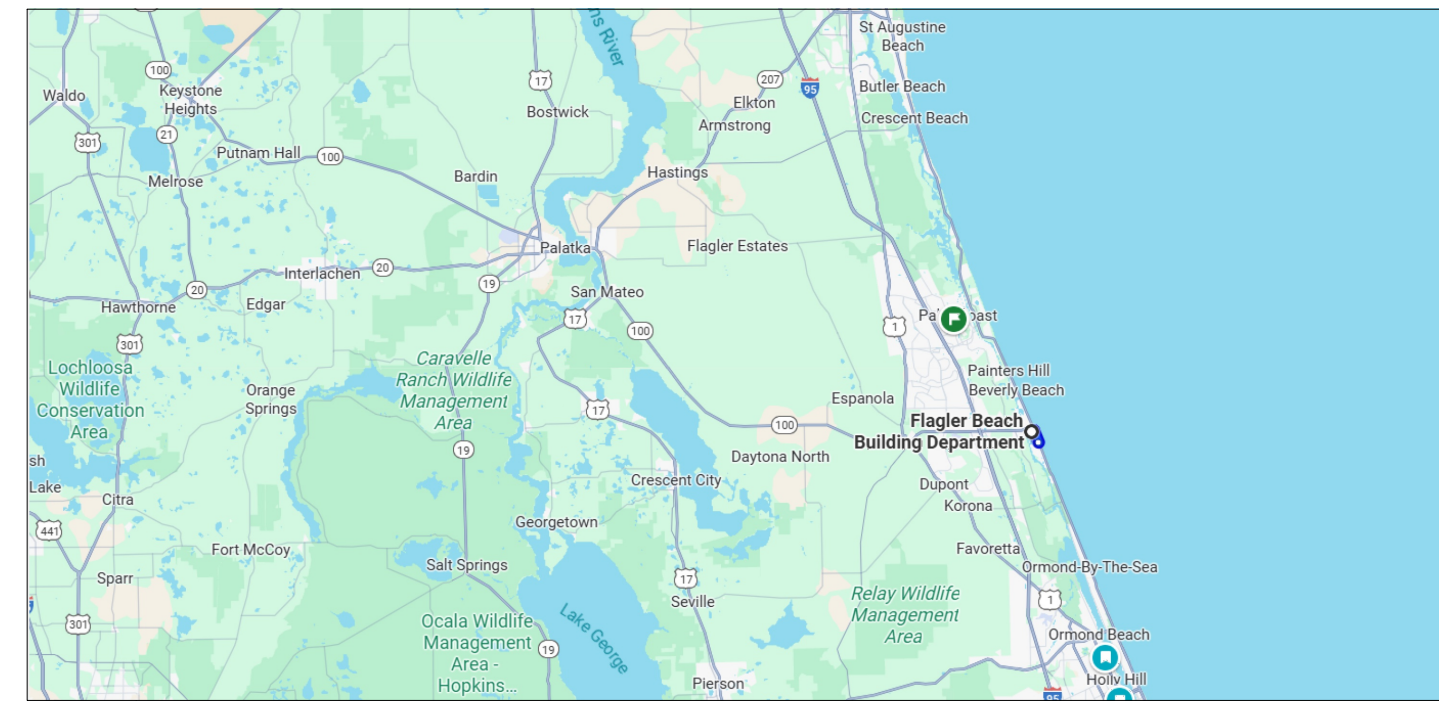 St Augustine
Beach
ns River
100
Waldo
Keystone
Heights
17
Bostwick
207
95
Butler Beach
Elkton
Armstrong
Crescent Beach
301
21
Putnam Hall
100
Melrose
Bardin
Hastings
Palatka
Flagler Estates
Interlachen
20
19
San Mateo
20
Edgar
Hawthorne
17
100
1
301
Lochloosa
Wildlife
Conservation
Area
Caravelle
Ranch Wildlife
Management
Area
Painters Hill
Beverly Beach
Orange
Springs
17
Espanola
Flagler Beach
Building Department
100
19
Daytona North
sh
Lake
Citra
Crescent City
Dupont
Korona
441
Georgetown
Fort McCoy
Favoretta
Salt Springs
Ormond-By-The-Sea
Sparr
17
Seville
Relay Wildlife
Management
Area
1
301
Ocala Wildlife
Management
Area -
Hopkins...
19
Lake George
Ormond Beach
Pierson
Holly Hill
95